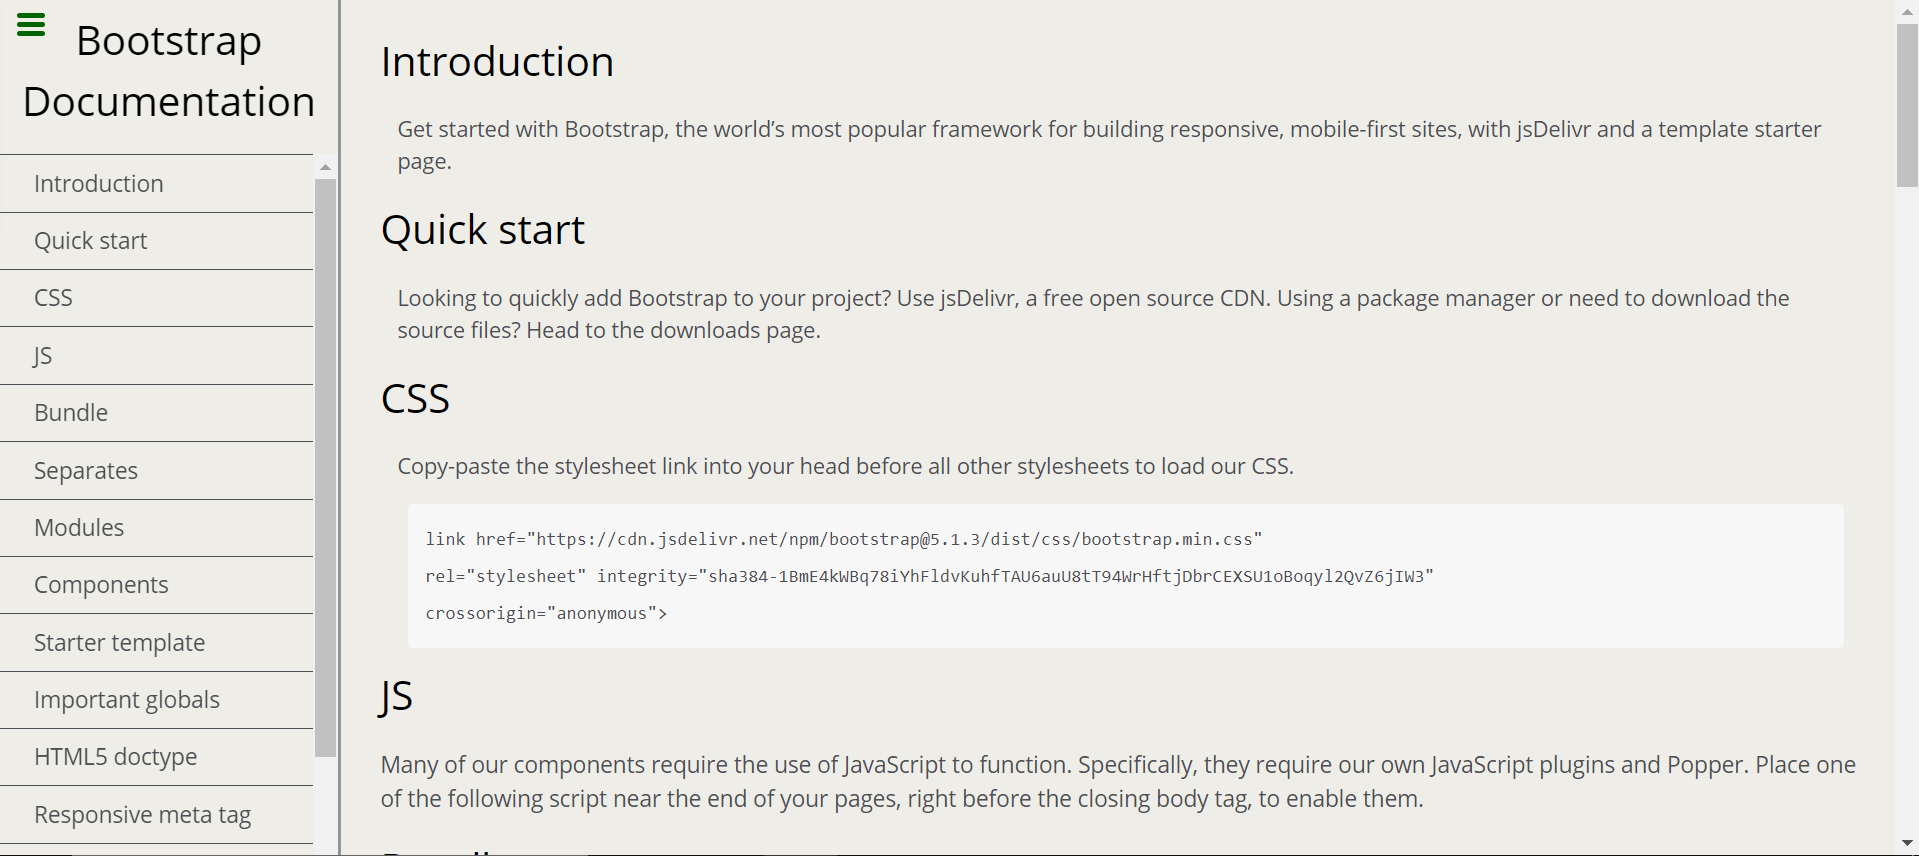 Bootstrap
Documentation
Introduction
Quick start
CSS
JS
Bundle
Separates
Modules
Components
Starter template
Important globals
HTML5 doctype
Responsive meta tag
Introduction
Get started with Bootstrap, the world’s most popular framework for building responsive, mobile-first sites, with jsDelivr and a template starter
page.
Quick start
Looking to quickly add Bootstrap to your project? Use jsDelivr, a free open source CDN. Using a package manager or need to download the
source files? Head to the downloads page.
CSS
Copy-paste the stylesheet link into your head before all other stylesheets to load our CSS.
link href="https://cdn.jsdelivr.net/npm/bootstrap@5.1.3/dist/css/bootstrap.min.css"
rel="stylesheet" integrity="sha384-1BmE4kWBq78iYhFldvKuhfTAU6auU8tT94WrHftjDbrCEXSU1oBoqyl2QvZ6jIW3"
crossorigin="anonymous">
JS
Many of our components require the use of JavaScript to function. Specifically, they require our own JavaScript plugins and Popper. Place one
of the following script near the end of your pages, right before the closing body tag, to enable them.